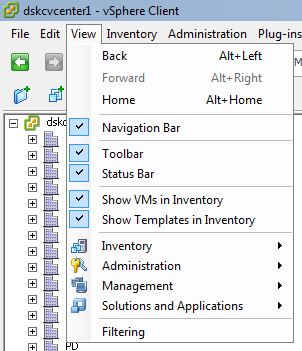 dskcvcenter1 - vSphere Client
File Edit View Inventory Administration Plug-ins
Back Alt+Left
Forward Alt+Right
Home Alt+Home
Navigation Bar
Toolbar
Status Bar
Show VMs in Inventory
Show Templates in Inventory
Inventory
Administration
Management
Solutions and Applications
Filtering